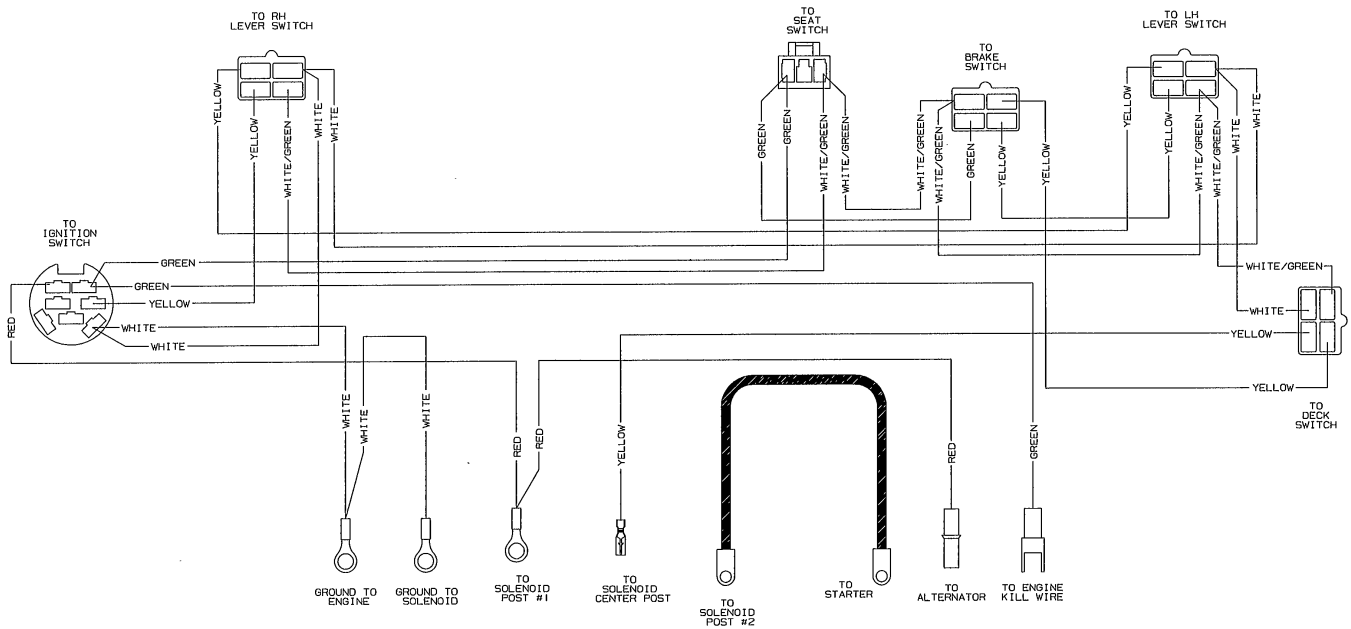 TO RH
LEVER SWITCH
TO
SEAT
SWITCH
TO
BRAKE
SWITCH
TO LH
LEVER SWITCH
YELLOW
YELLOW
WHITE/GREEN
WHITE
WHITE
GREEN
GREEN
WHITE/GREEN
WHITE/GREEN
WHITE/GREEN
WHITE/GREEN
GREEN
YELLOW
YELLOW
YELLOW
YELLOW
WHITE/GREEN
WHITE/GREEN
WHITE
WHITE
TO
IGNITION
SWITCH
GREEN
GREEN
YELLOW
WHITE
WHITE
RED
WHITE/GREEN
WHITE
YELLOW
YELLOW
TO
DECK
SWITCH
WHITE
WHITE
WHITE
RED
RED
YELLOW
RED
GREEN
GROUND TO
ENGINE
GROUND TO
SOLENOID
TO
SOLENOID
POST #1
TO
SOLENOID
CENTER POST
TO
SOLENOID
POST #2
TO
STARTER
TO
ALTERNATOR
TO ENGINE
KILL WIRE